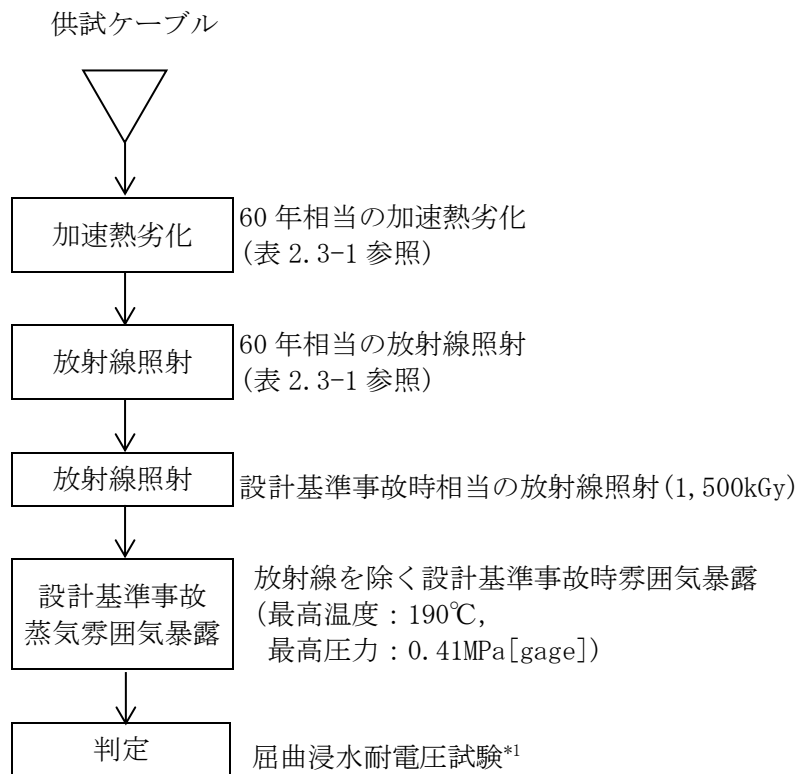 供試ケーブル
加速熱劣化
60 年相当の加速熱劣化
(表 2.3-1 参照)
放射線照射
60 年相当の放射線照射
(表 2.3-1 参照)
放射線照射
設計基準事故時相当の放射線照射(1,500kGy)
設計基準事故
蒸気雰囲気暴露
放射線を除く設計基準事故時雰囲気暴露
(最高温度：190℃,
最高圧力：0.41MPa[gage])
判定
屈曲浸水耐電圧試験*1